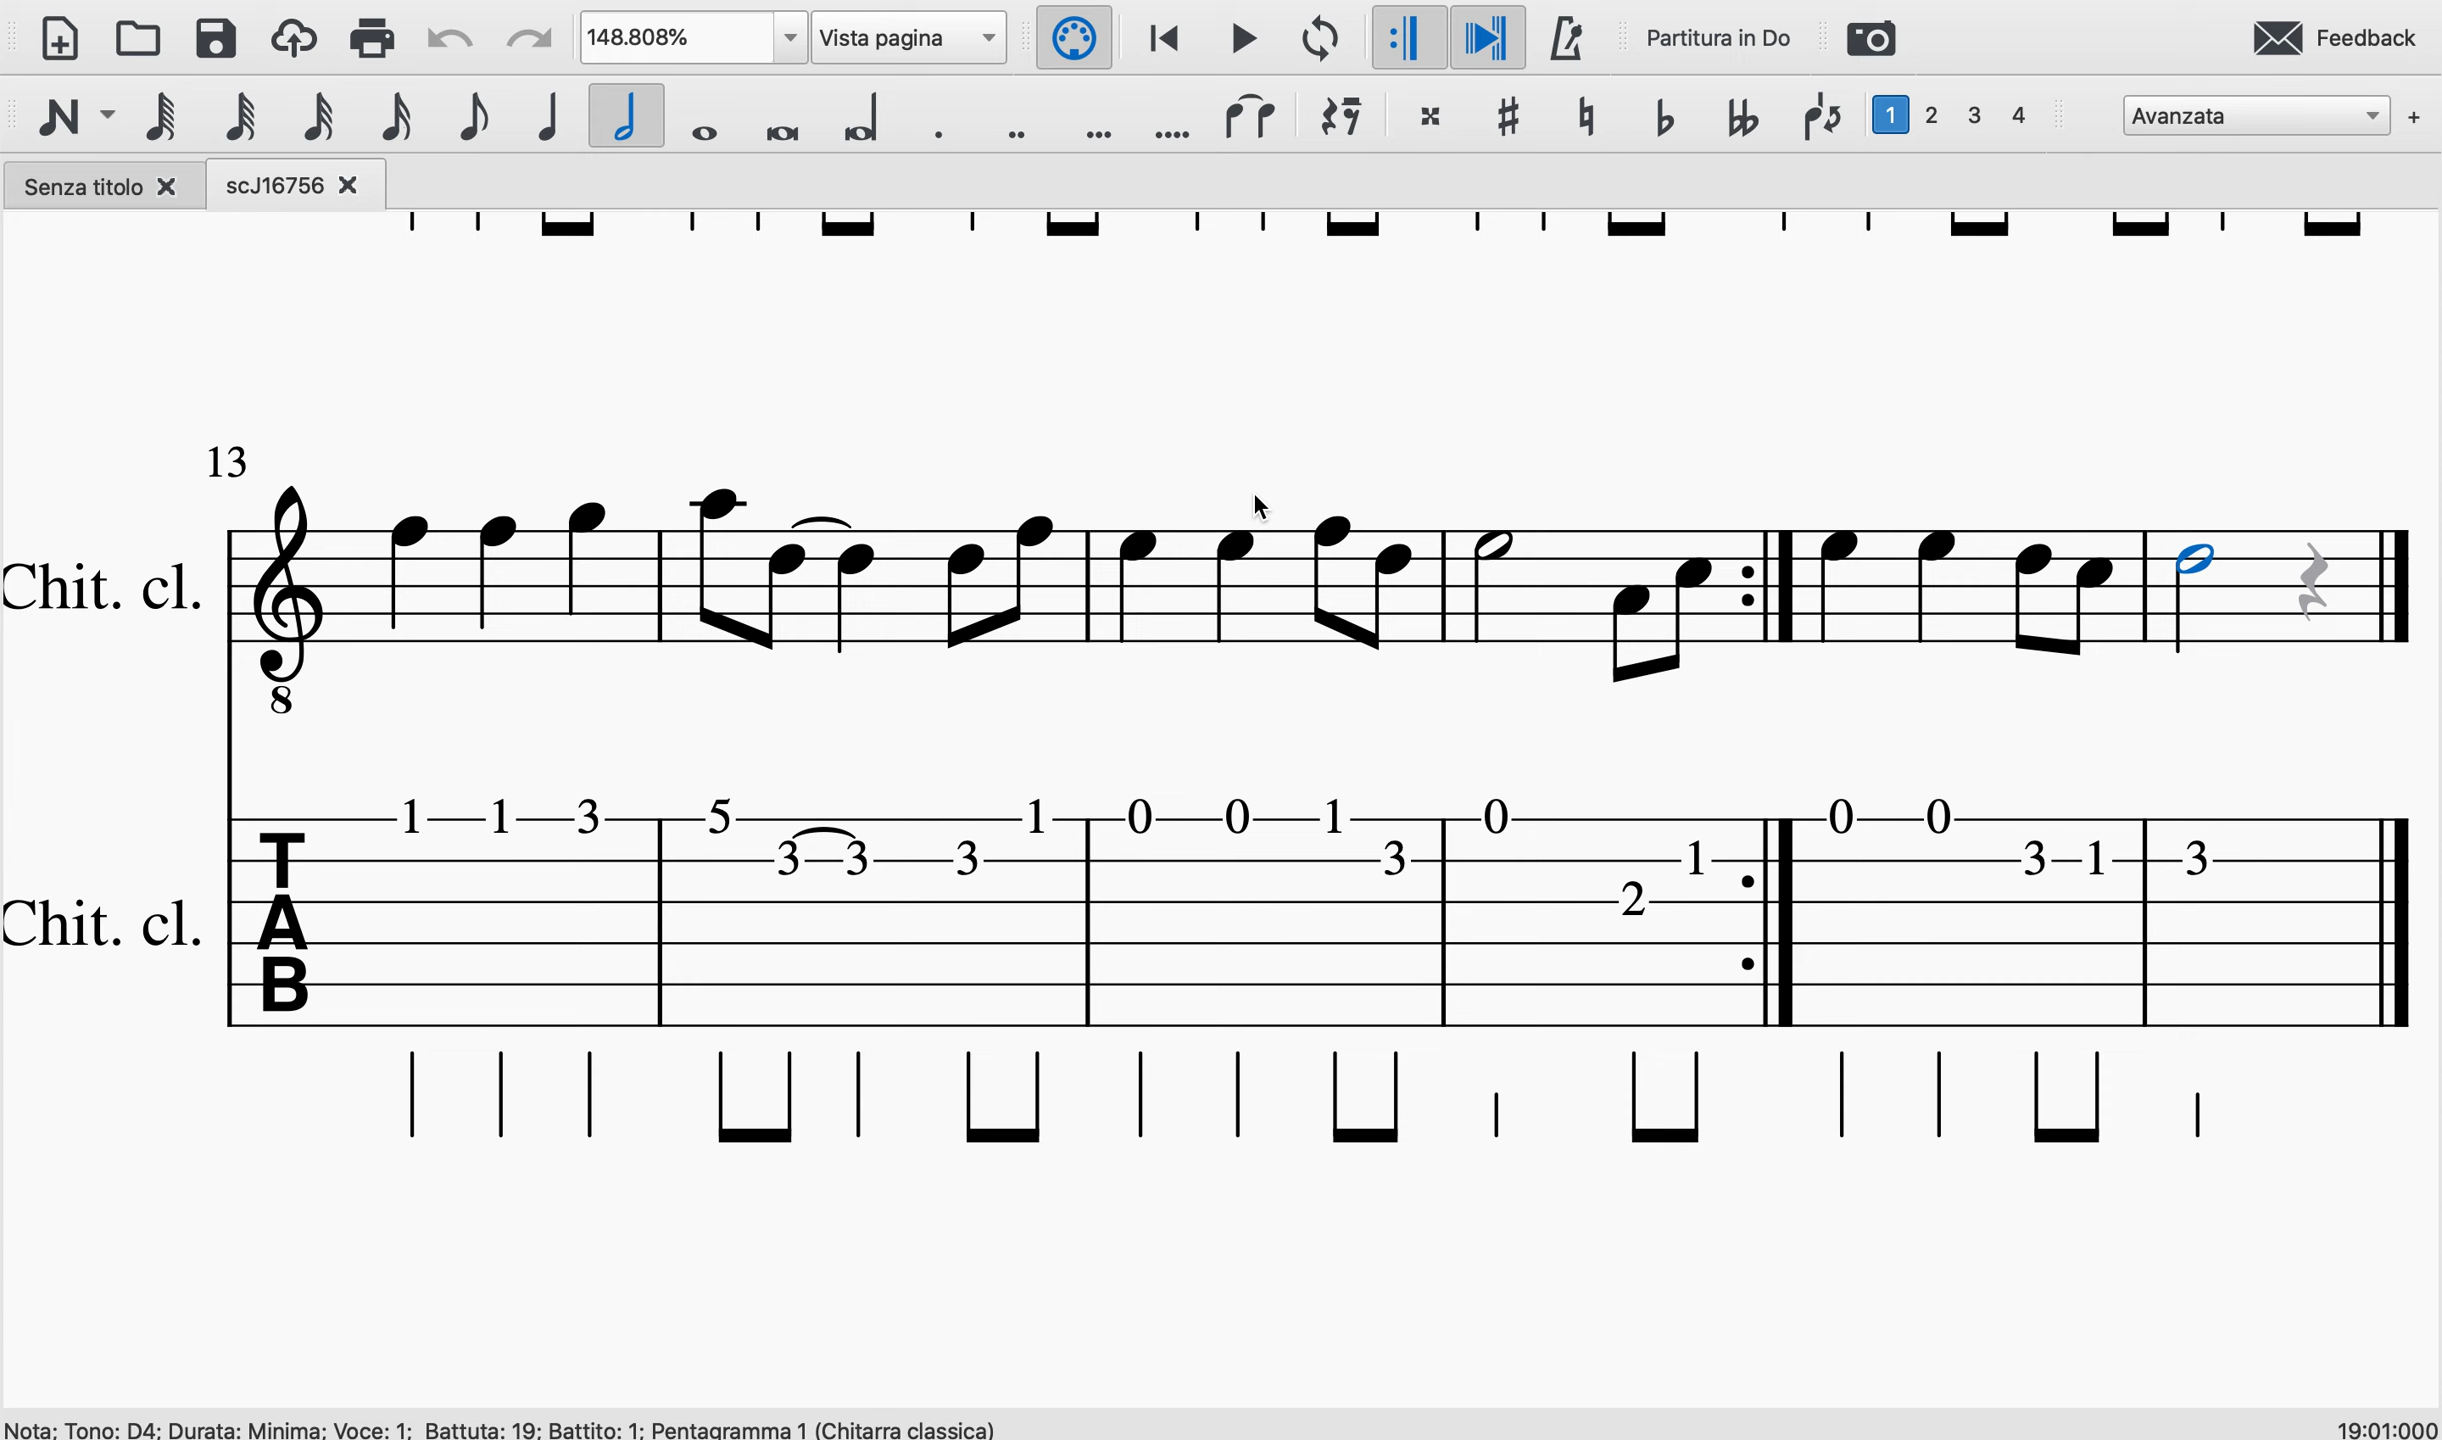 148.808% Vista pagina Partitura in Do Feedback
1 2 3 4 Avanzata +
Senza titolo scJ16756
13
Chit. cl.
8
1 1 3 5 1 0 0 1 0 0 0
3 3 3 3 1 3 1 3
2
Chit. cl.
T
A
B
Nota; Tono: D4; Durata: Minima; Voce: 1; Battuta: 19; Battito: 1; Pentagramma 1 (Chitarra classica) 19:01:000